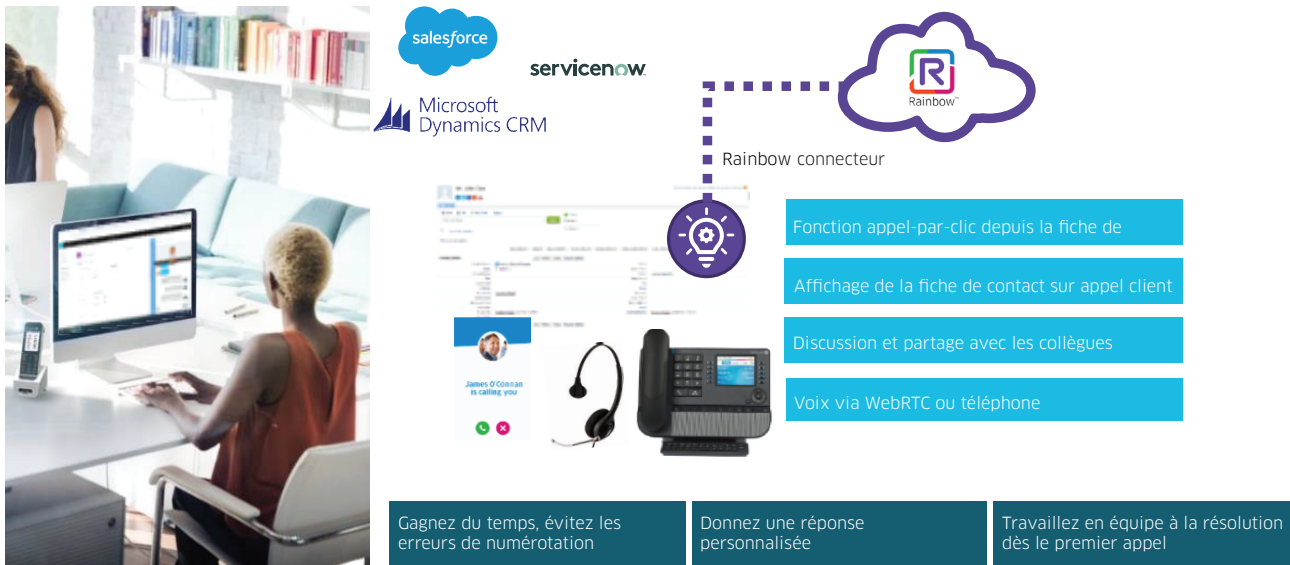 salesforce
servicenow
Microsoft
Dynamics CRM
Rainbow™
Rainbow connecteur
Fonction appel-par-clic depuis la fiche de
Affichage de la fiche de contact sur appel client
Discussion et partage avec les collègues
Voix via WebRTC ou téléphone
James O'Connan
is calling you
Gagnez du temps, évitez les
erreurs de numérotation
Donnez une réponse
personnalisée
Travaillez en équipe à la résolution
dès le premier appel